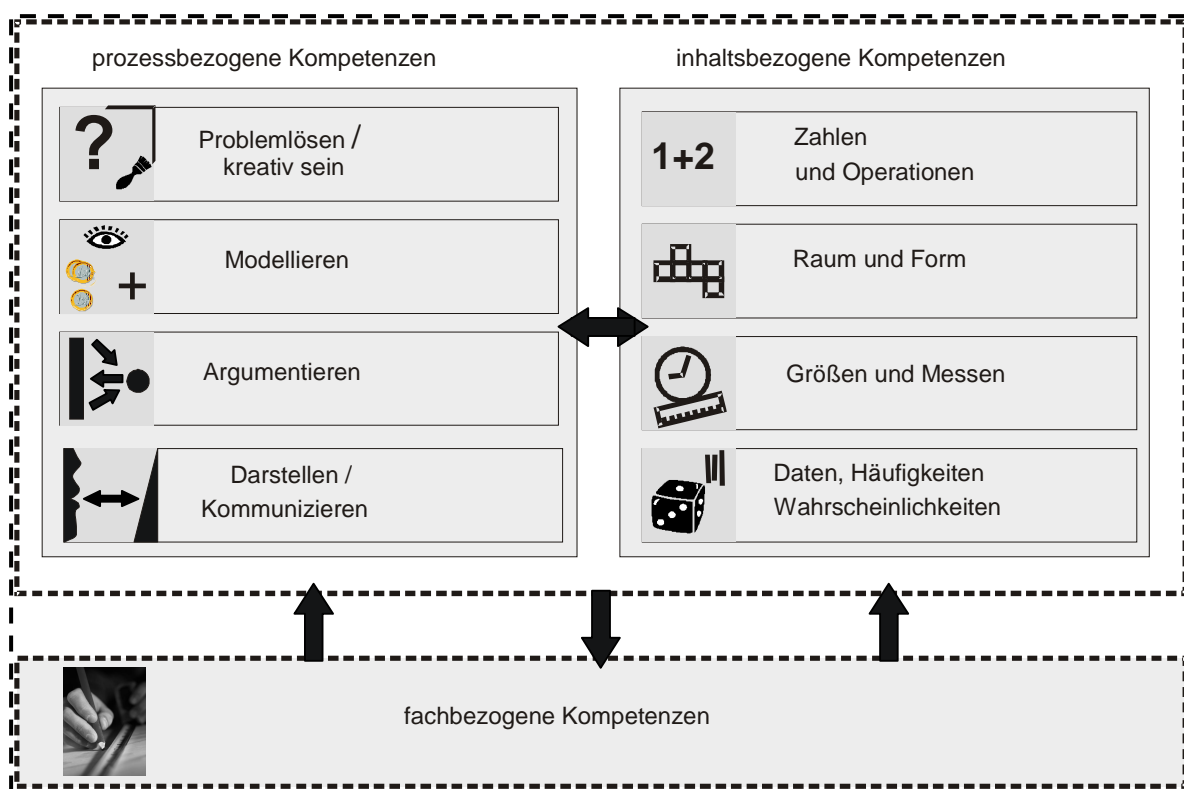 prozessbezogene Kompetenzen
?
Problemlösen /
kreativ sein
+
Modellieren
Argumentieren
Darstellen /
Kommunizieren
inhaltsbezogene Kompetenzen
1+2
Zahlen
und Operationen
Raum und Form
Größen und Messen
Daten, Häufigkeiten
Wahrscheinlichkeiten
fachbezogene Kompetenzen